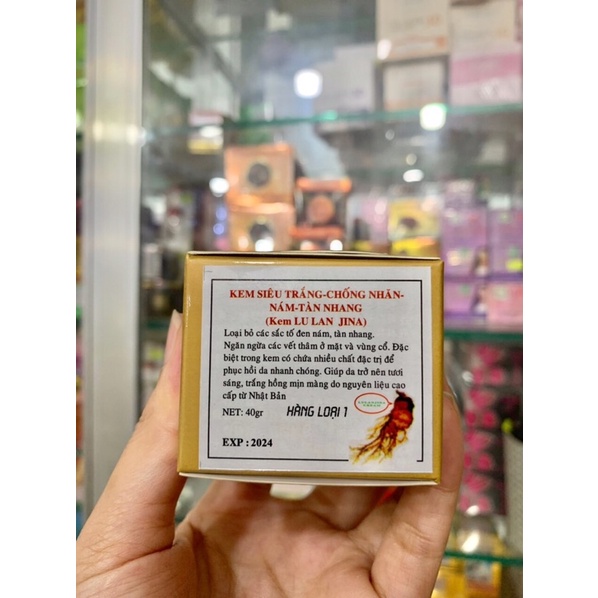 KEM SIÊU TRẮNG-CHỐNG NHĂN-
NÁM-TÀN NHANG
(Kem LU LAN JINA)
Loại bỏ các sắc tố đen nám, tàn nhang.
Ngăn ngừa các vết thâm ở mặt và vùng cổ. Đặc
biệt trong kem có chứa nhiều chất đặc trị để
phục hồi da nhanh chóng. Giúp da trở nên tươi
sáng, trắng hồng mịn màng do nguyên liệu cao
cấp từ Nhật Bản
NET: 40gr HÀNG LOẠI 1
EXP : 2024